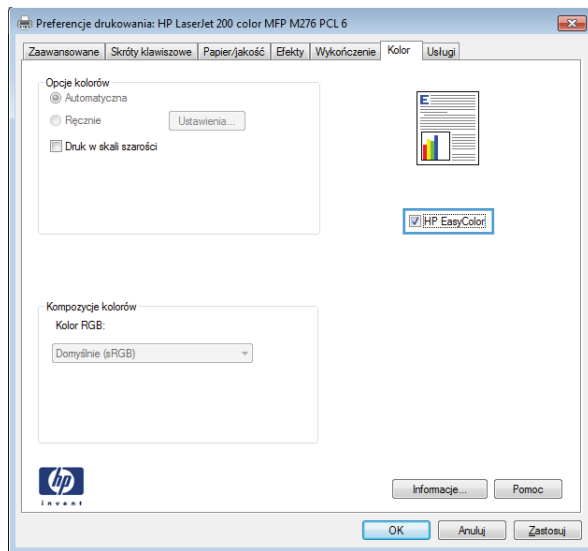 Preferencje drukowania: HP LaserJet 200 color MFP M276 PCL 6
Zaawansowane Skróty klawiszowe Papier/jakość Efekty Wykończenie Kolor Usługi
Opcje kolorów
Automatyczna
Ręcznie Ustawienia...
Druk w skali szarości
E
HP EasyColor
Kompozycje kolorów
Kolor RGB:
Domyślnie (sRGB)
hp
invent
Informacje... Pomoc
OK Anuluj Zastosuj